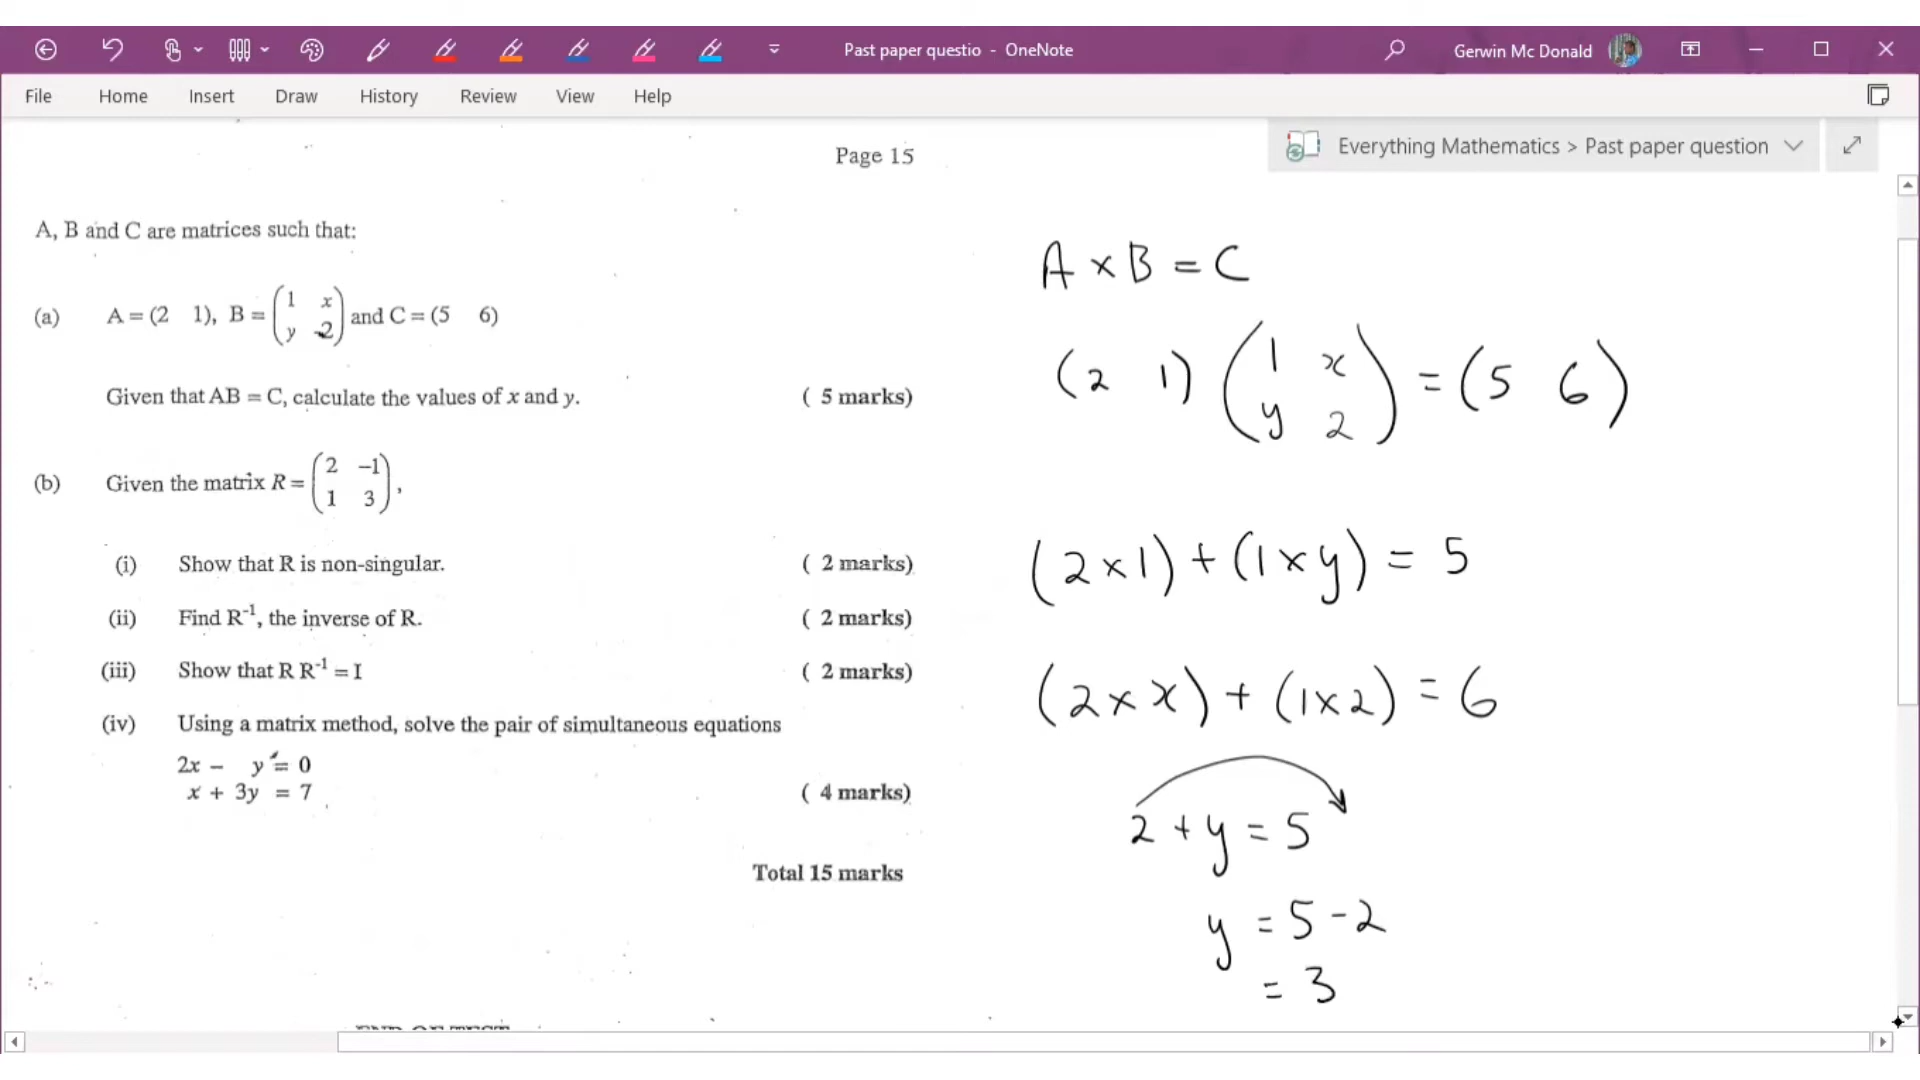 Past paper questio - OneNote
Gerwin Mc Donald
File Home Insert Draw History Review View Help
Everything Mathematics > Past paper question
Page 15
A, B and C are matrices such that:
(a) A = (2 1), B = (1 x
y 2) and C = (5 6)
Given that AB = C, calculate the values of x and y. ( 5 marks)
(b) Given the matrix R = (2 −1
1 3),
(i) Show that R is non-singular. ( 2 marks)
(ii) Find R⁻¹, the inverse of R. ( 2 marks)
(iii) Show that R R⁻¹ = I ( 2 marks)
(iv) Using a matrix method, solve the pair of simultaneous equations
2x − y = 0
x + 3y = 7 ( 4 marks)
Total 15 marks
END OF TEST
A × B = C
(2 1) (1 x
y 2) = (5 6)
(2×1) + (1×y) = 5
(2×x) + (1×2) = 6
2 + y = 5
y = 5 - 2
= 3